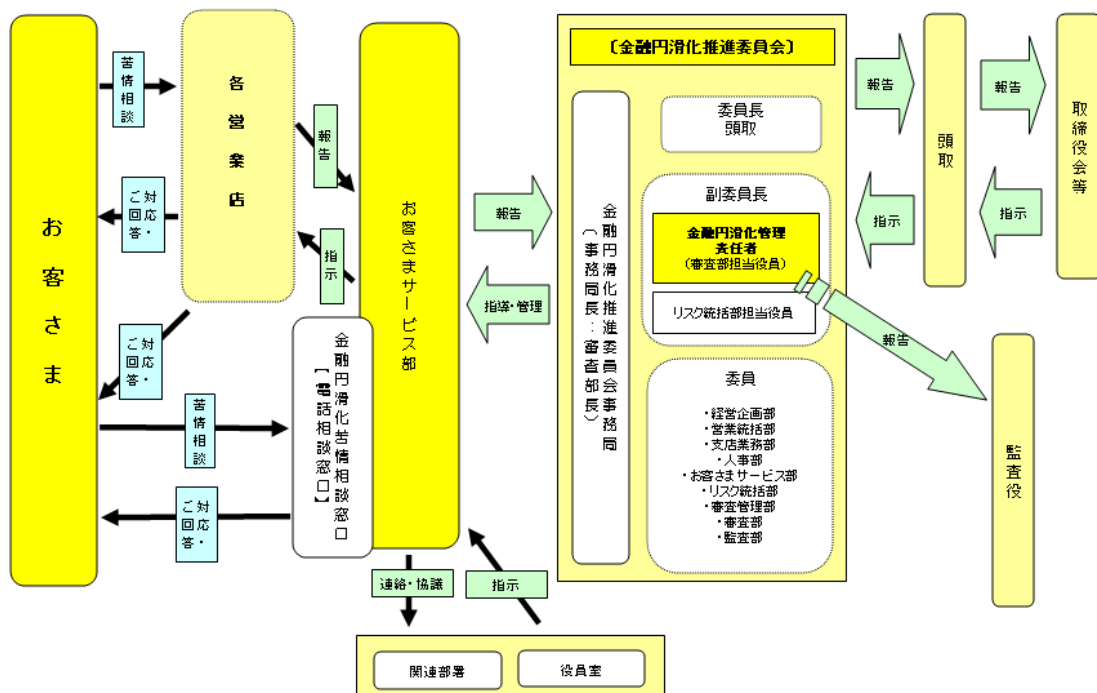 お客さま
苦情相談
ご回答・対応
ご回答・対応
苦情相談
ご回答・対応
各営業店
報告
指示
お客さまサービス部
金融円滑化苦情相談窓口
【電話相談窓口】
連絡・協議
指示
関連部署
役員室
報告
指導・管理
〔金融円滑化推進委員会〕
金融円滑化推進委員会事務局
（事務局長：審査部長）
委員長
頭取
副委員長
金融円滑化管理
責任者
(審査部担当役員)
リスク統括部担当役員
委員
・経営企画部
・営業統括部
・支店業務部
・人事部
・お客さまサービス部
・リスク統括部
・審査管理部
・審査部
・監査部
報告
指示
頭取
報告
指示
取締役会等
報告
監査役